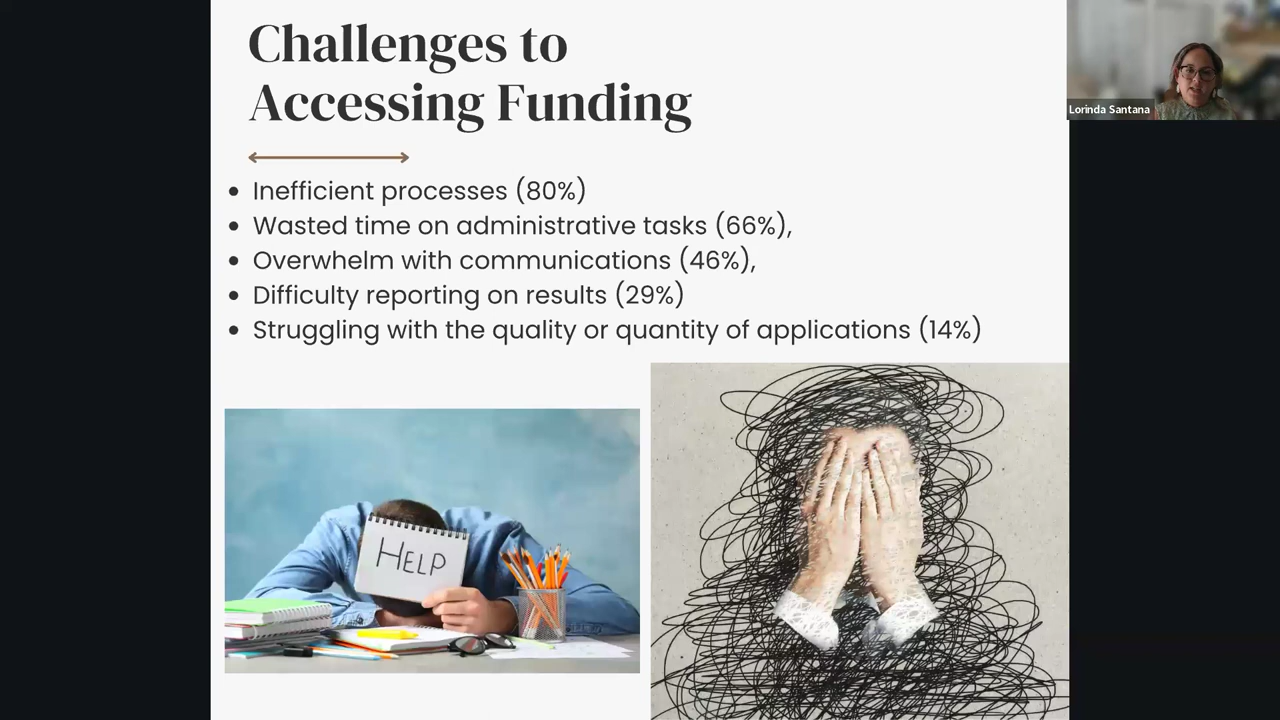 Challenges to
Accessing Funding
Inefficient processes (80%)
Wasted time on administrative tasks (66%),
Overwhelm with communications (46%),
Difficulty reporting on results (29%)
Struggling with the quality or quantity of applications (14%)
HELP
Lorinda Santana